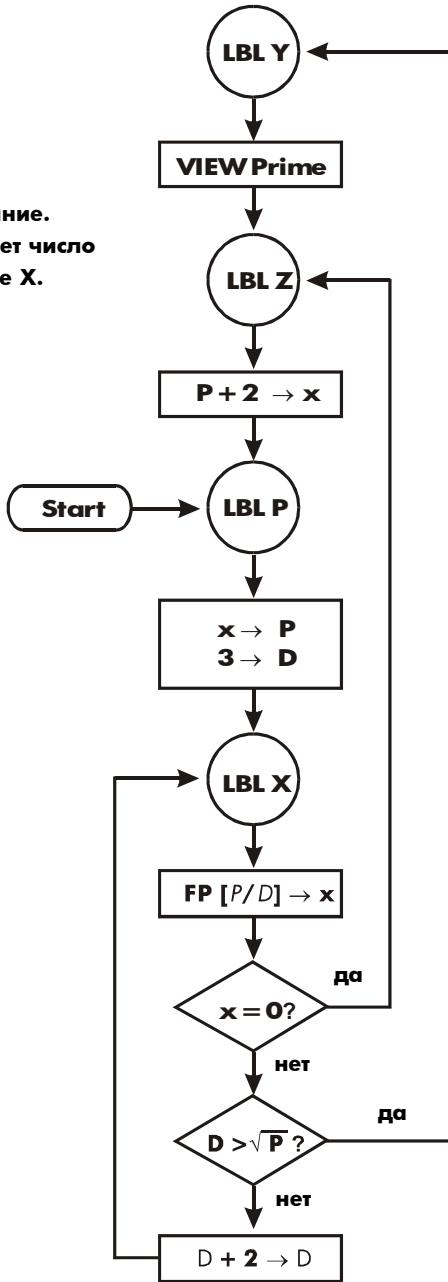 LBL Y
VIEW Prime
ние.
ет число
е X.
LBL Z
P + 2 → x
Start
LBL P
x → P
3 → D
LBL X
FP [P/D] → x
да
x = 0?
нет
да
D > √P ?
нет
D + 2 → D